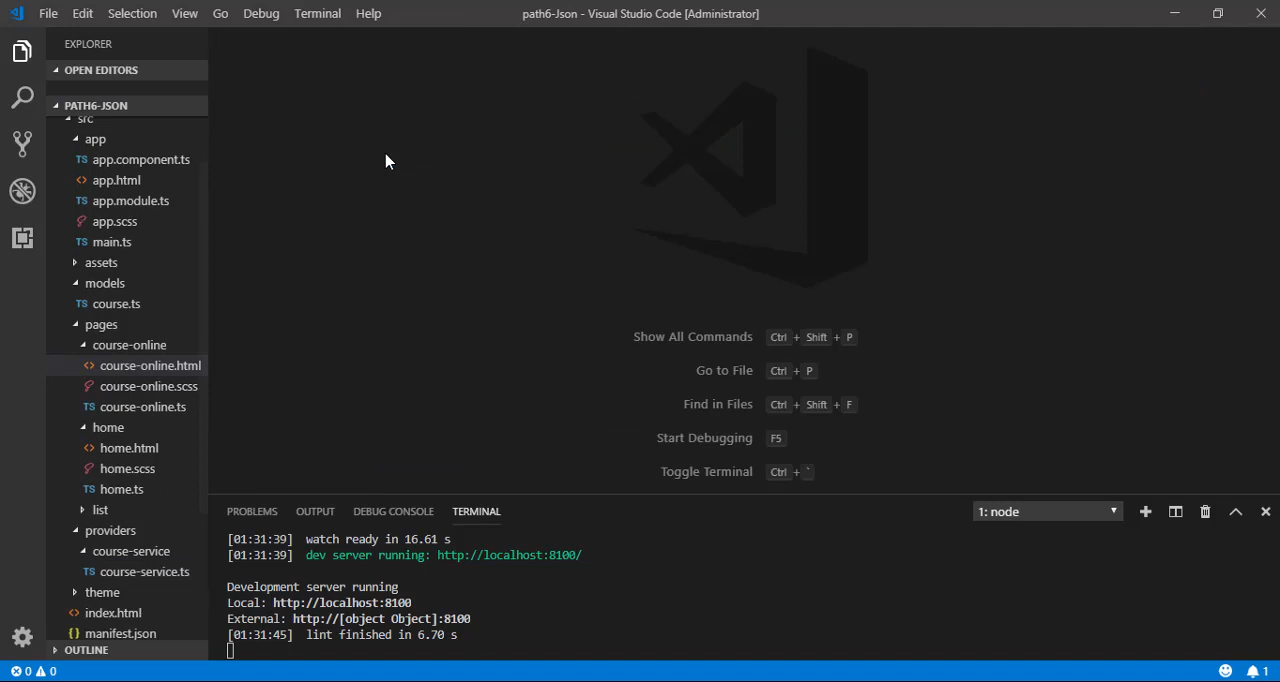 File Edit Selection View Go Debug Terminal Help
path6-Json - Visual Studio Code [Administrator]
EXPLORER
OPEN EDITORS
PATH6-JSON
src
app
TS app.component.ts
<> app.html
TS app.module.ts
app.scss
TS main.ts
assets
models
TS course.ts
pages
course-online
<> course-online.html
course-online.scss
TS course-online.ts
home
<> home.html
home.scss
TS home.ts
list
providers
course-service
TS course-service.ts
theme
<> index.html
{} manifest.json
OUTLINE
Show All Commands Ctrl + Shift + P
Go to File Ctrl + P
Find in Files Ctrl + Shift + F
Start Debugging F5
Toggle Terminal Ctrl + `
PROBLEMS OUTPUT DEBUG CONSOLE TERMINAL
1: node
[01:31:39] watch ready in 16.61 s
[01:31:39] dev server running: http://localhost:8100/
Development server running
Local: http://localhost:8100
External: http://[object Object]:8100
[01:31:45] lint finished in 6.70 s
0 0
1